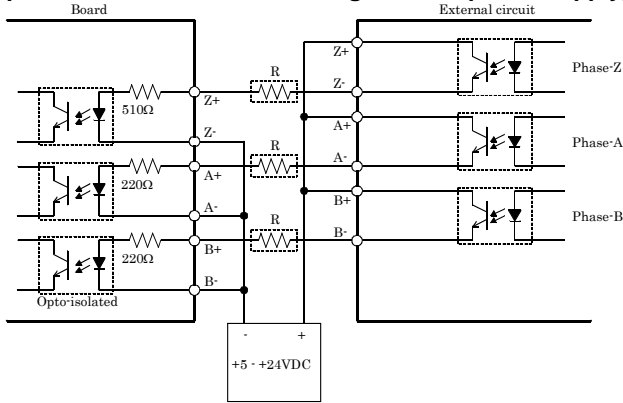 Board
External circuit
Z+
R
Z-
Phase-Z
510Ω
Z+
Z-
A+
R
A-
Phase-A
220Ω
A+
A-
B+
R
B-
Phase-B
220Ω
B+
B-
Opto-isolated
- +
+5 - +24VDC